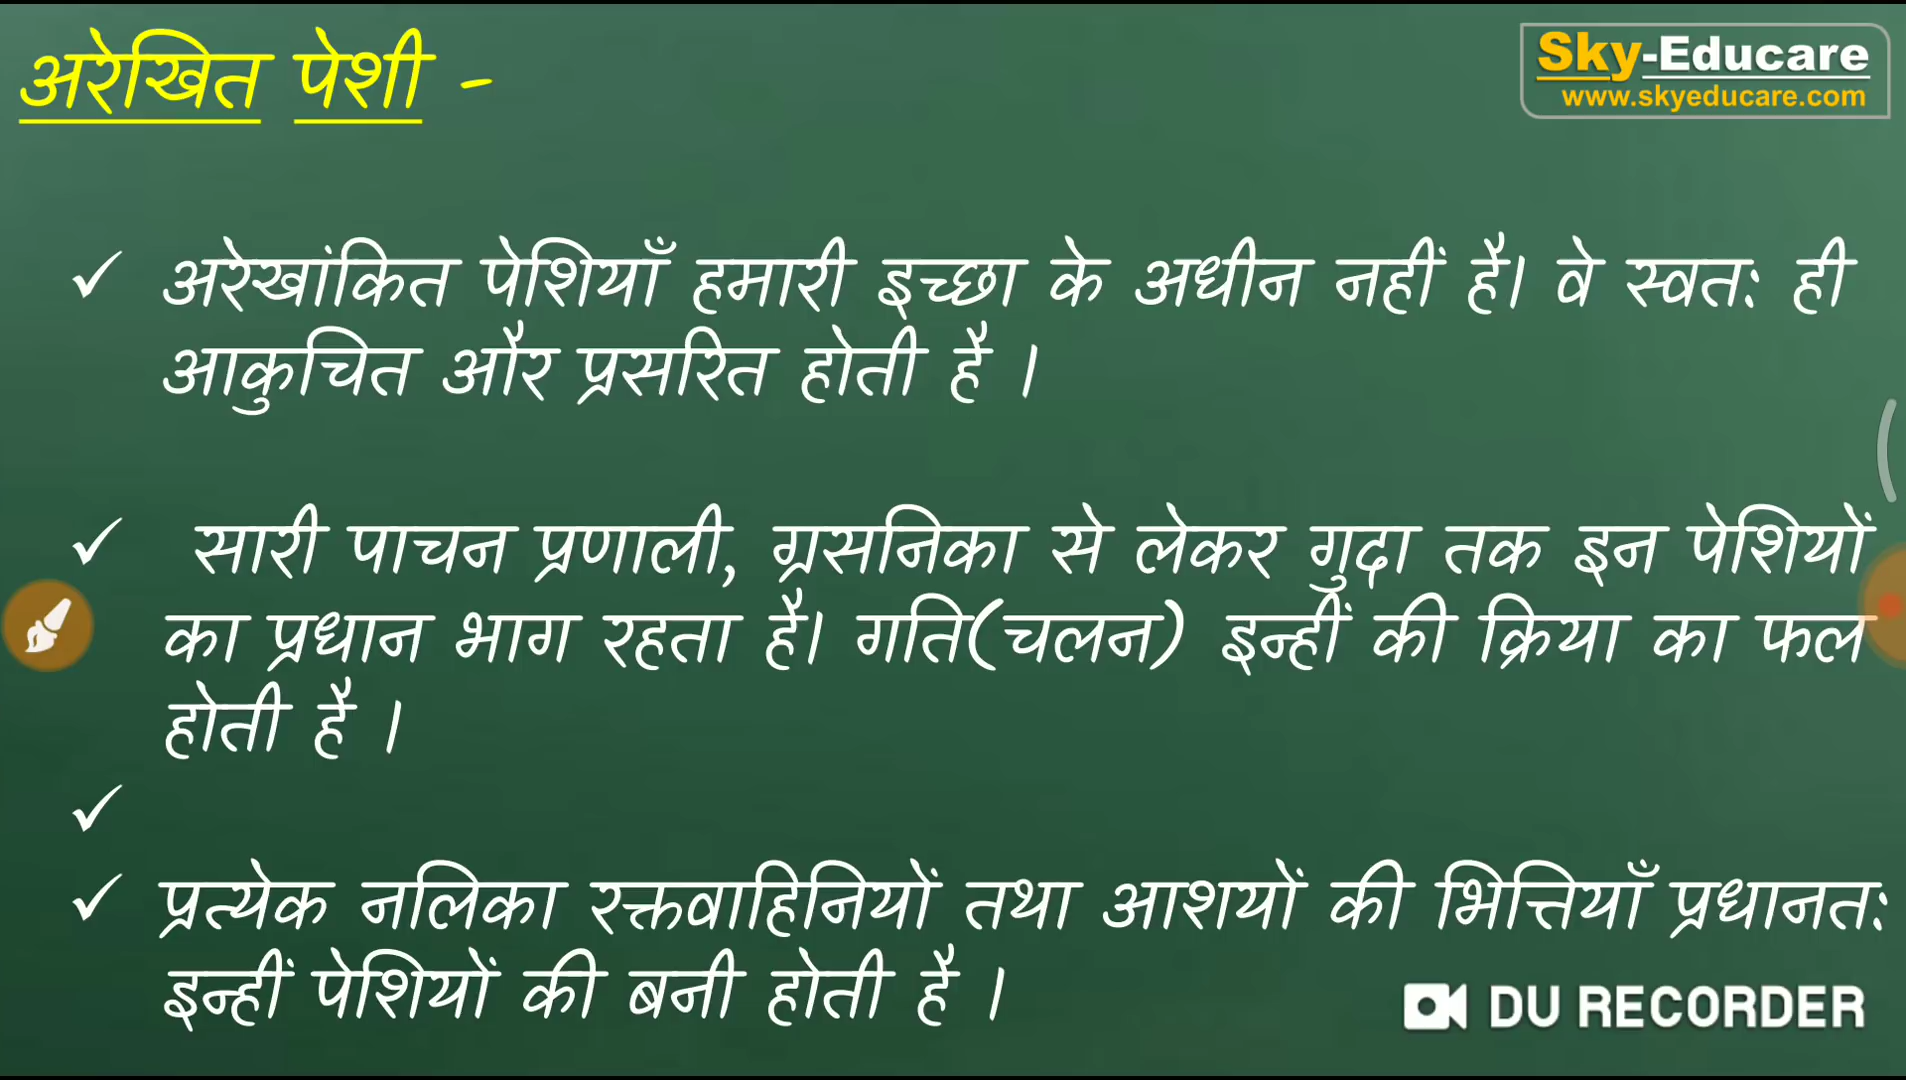 अरेखित पेशी -
Sky-Educare
www.skyeducare.com
✓ अरेखांकित पेशियाँ हमारी इच्छा के अधीन नहीं है। वे स्वतः ही
आकुचित और प्रसरित होती है ।
✓ सारी पाचन प्रणाली, ग्रसनिका से लेकर गुदा तक इन पेशियों
का प्रधान भाग रहता है। गति(चलन) इन्हीं की क्रिया का फल
होती है ।
✓
✓ प्रत्येक नलिका रक्तवाहिनियों तथा आशयों की भित्तियाँ प्रधानतः
इन्हीं पेशियों की बनी होती है ।
DU RECORDER